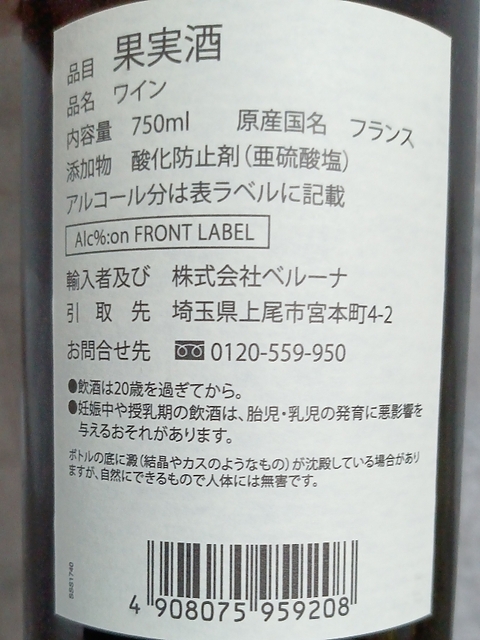 品目 果実酒
品名 ワイン
内容量 750ml 原産国名 フランス
添加物 酸化防止剤(亜硫酸塩)
アルコール分は表ラベルに記載
Alc%:on FRONT LABEL
輸入者及び 株式会社ベルーナ
引取先 埼玉県上尾市宮本町4-2
お問合せ先 0120-559-950
●飲酒は20歳を過ぎてから。
●妊娠中や授乳期の飲酒は、胎児・乳児の発育に悪影響を
与えるおそれがあります。
ボトルの底に澱(結晶やカスのようなもの)が沈殿している場合があり
ますが、自然にできるもので人体には無害です。
4 908075 959208